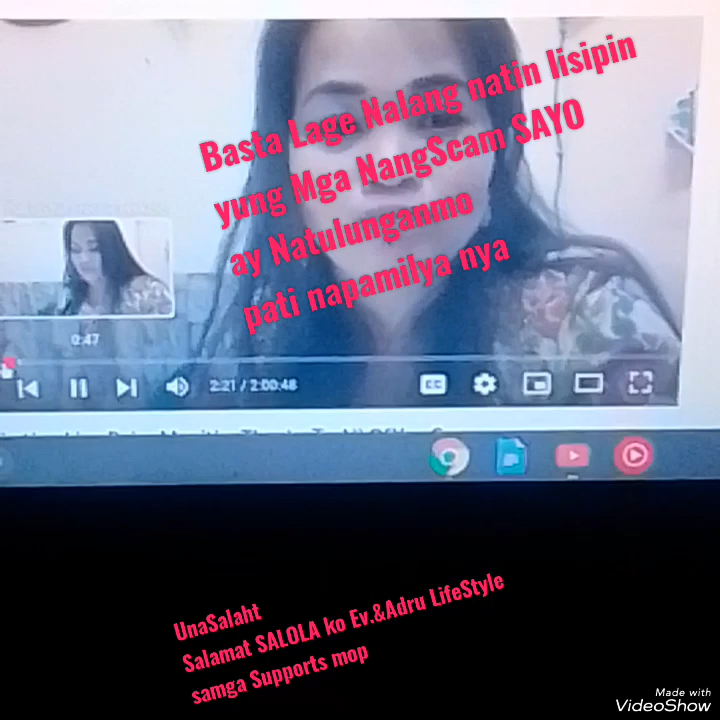 Basta Lage Nalang natin Iisipin
yung Mga NangScam SAYO
ay Natulunganmo
pati napamilya nya
0:47
2:21 / 2:00:48
CC
UnaSalaht
Salamat SALOLA ko Ev.&Adru LifeStyle
samga Supports mop
Made with
VideoShow